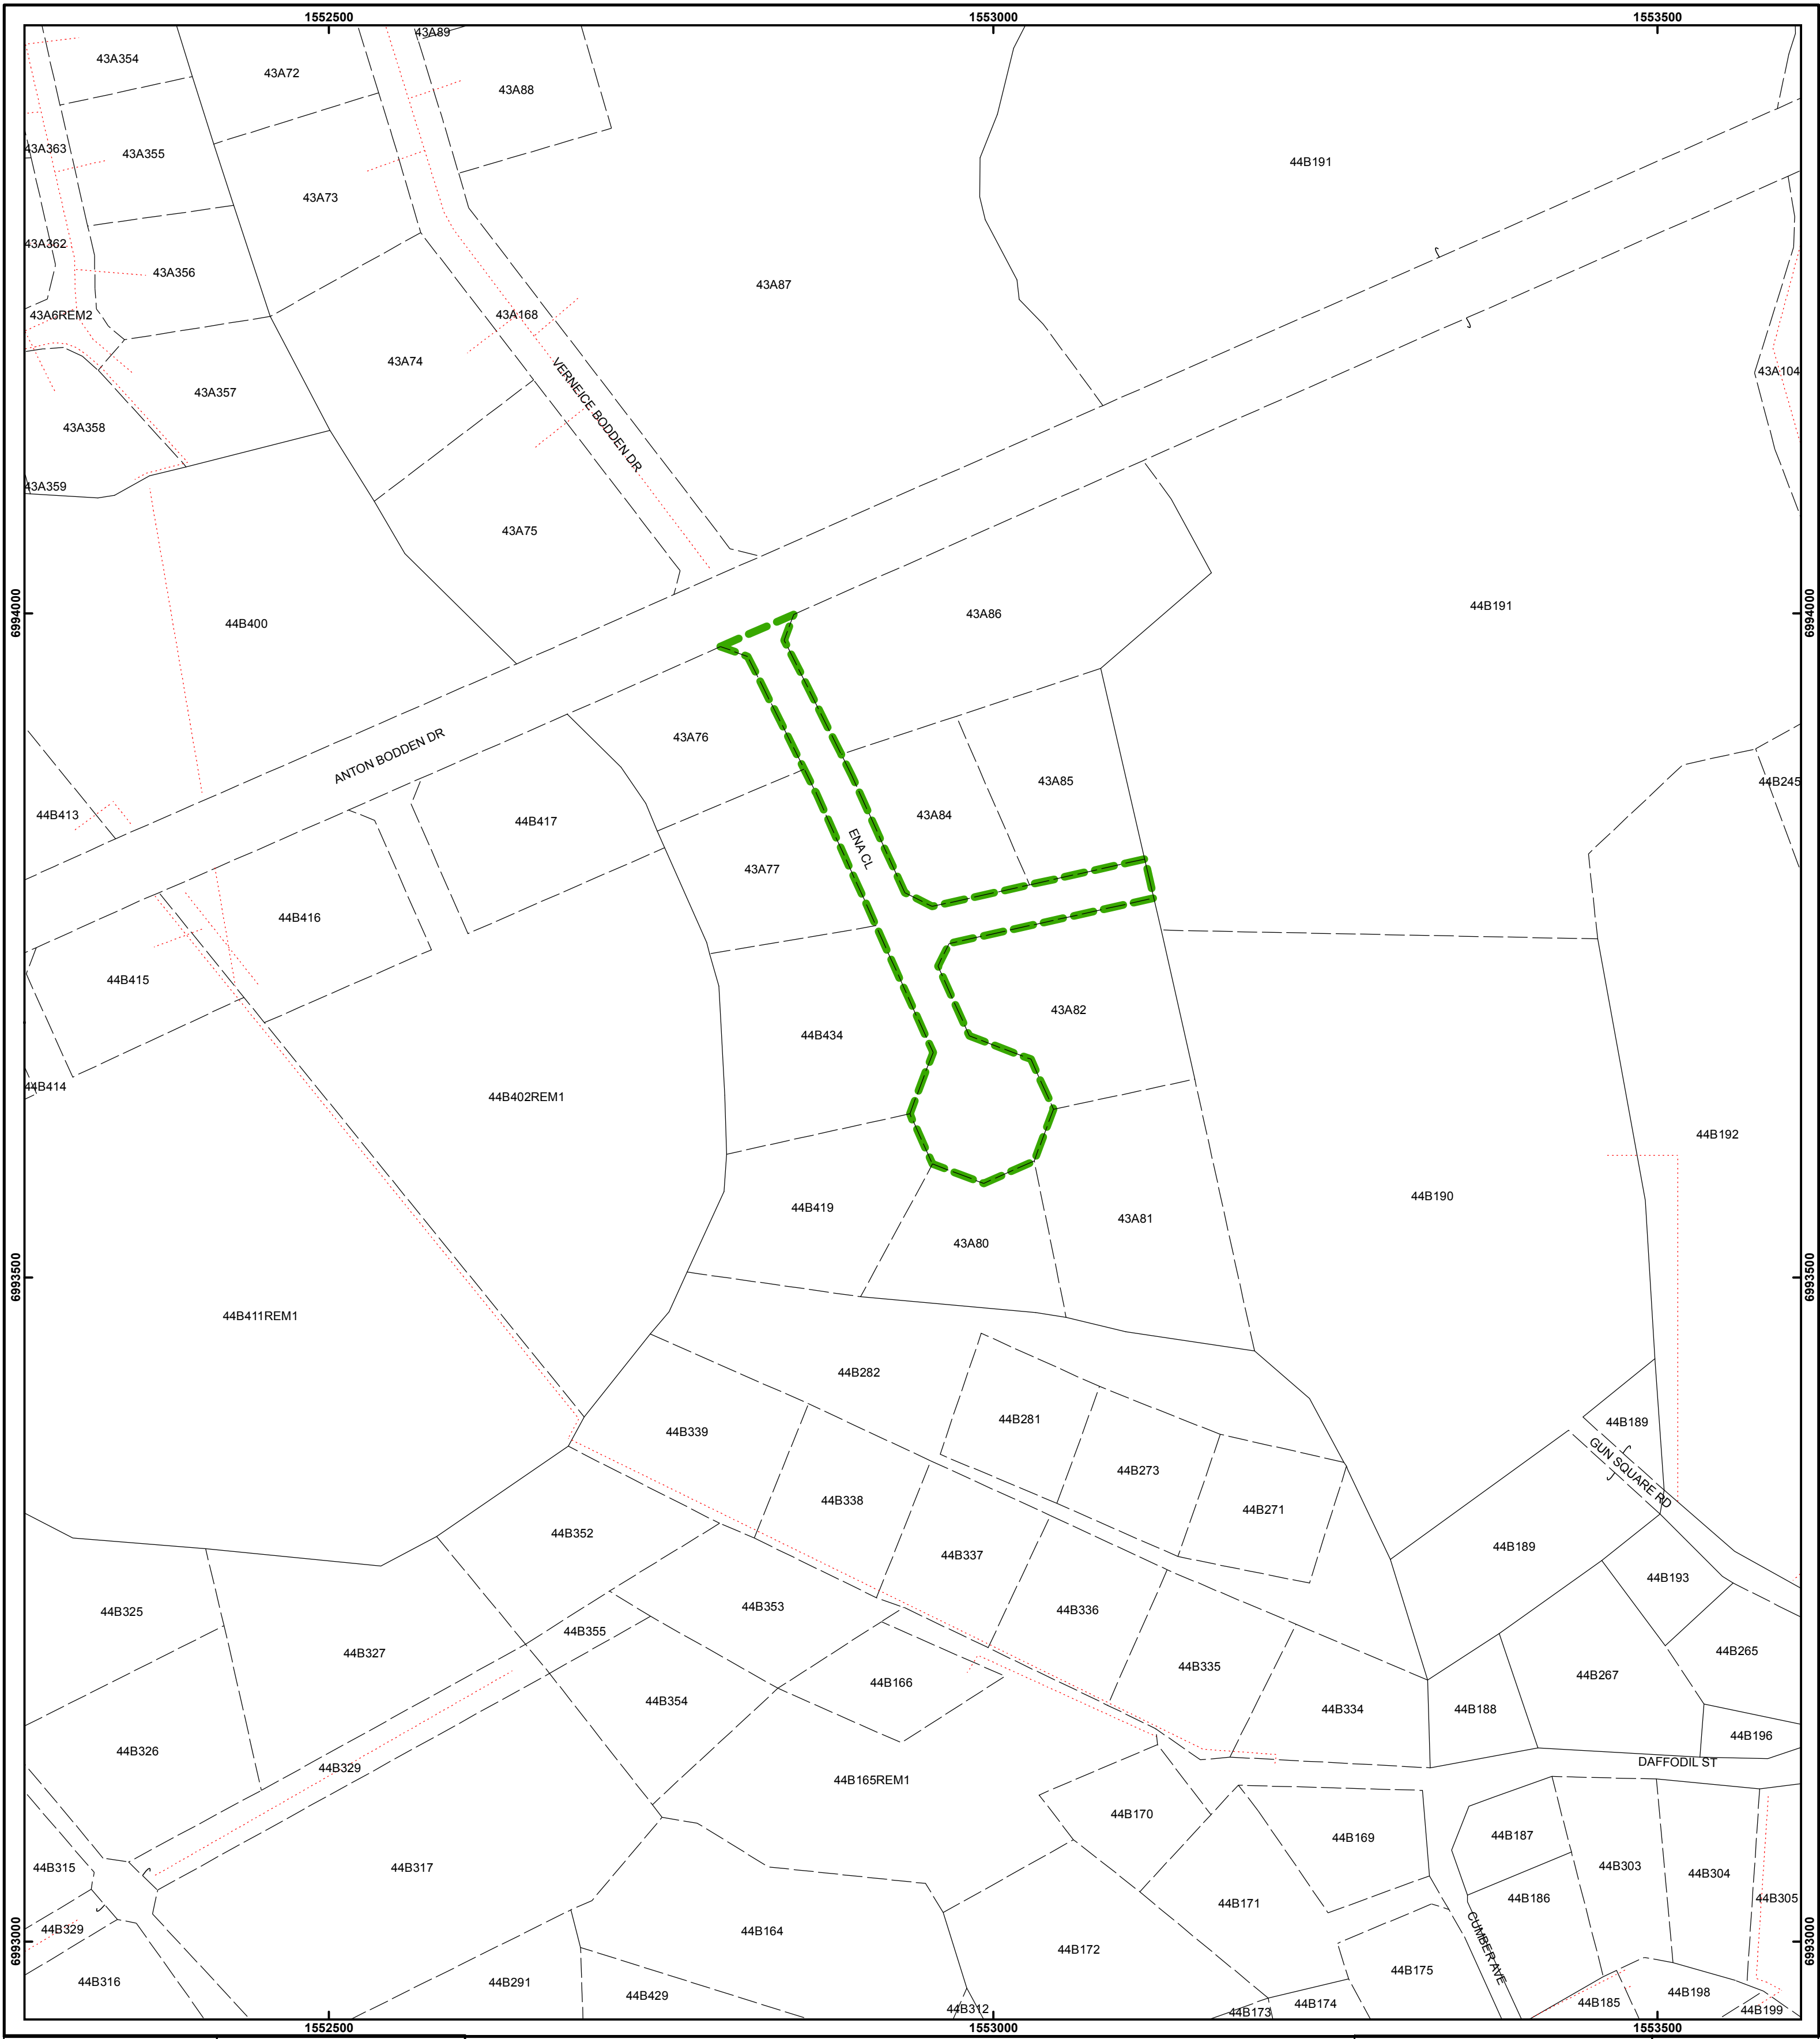 1552500
1553000
1553500
43A89
43A354
43A72
43A88
43A363
43A355
44B191
43A73
43A362
43A356
43A87
43A6REM2
43A168
43A74
43A104
43A357
VERNEICE BODDEN DR
43A358
43A359
43A75
6994000
44B400
43A86
44B191
6994000
43A76
ANTON BODDEN DR
43A85
44B245
44B413
44B417
43A84
ENA CL
43A77
44B416
44B415
43A82
44B434
44B414
44B402REM1
44B192
44B190
44B419
43A81
43A80
6993500
6993500
44B411REM1
44B282
44B281
44B189
44B339
44B273
GUN SQUARE RD
44B338
44B271
44B352
44B189
44B337
44B193
44B353
44B336
44B325
44B355
44B327
44B265
44B335
44B267
44B166
44B354
44B334
44B188
44B196
44B326
DAFFODIL ST
44B329
44B165REM1
44B170
44B187
44B169
44B315
44B317
44B303
44B304
44B186
44B305
44B171
44B329
44B164
6993000
6993000
CUMBER AVE
44B172
44B175
44B316
44B291
44B429
44B198
44B185
44B174
44B312
44B173
44B199
1552500
1553000
1553500